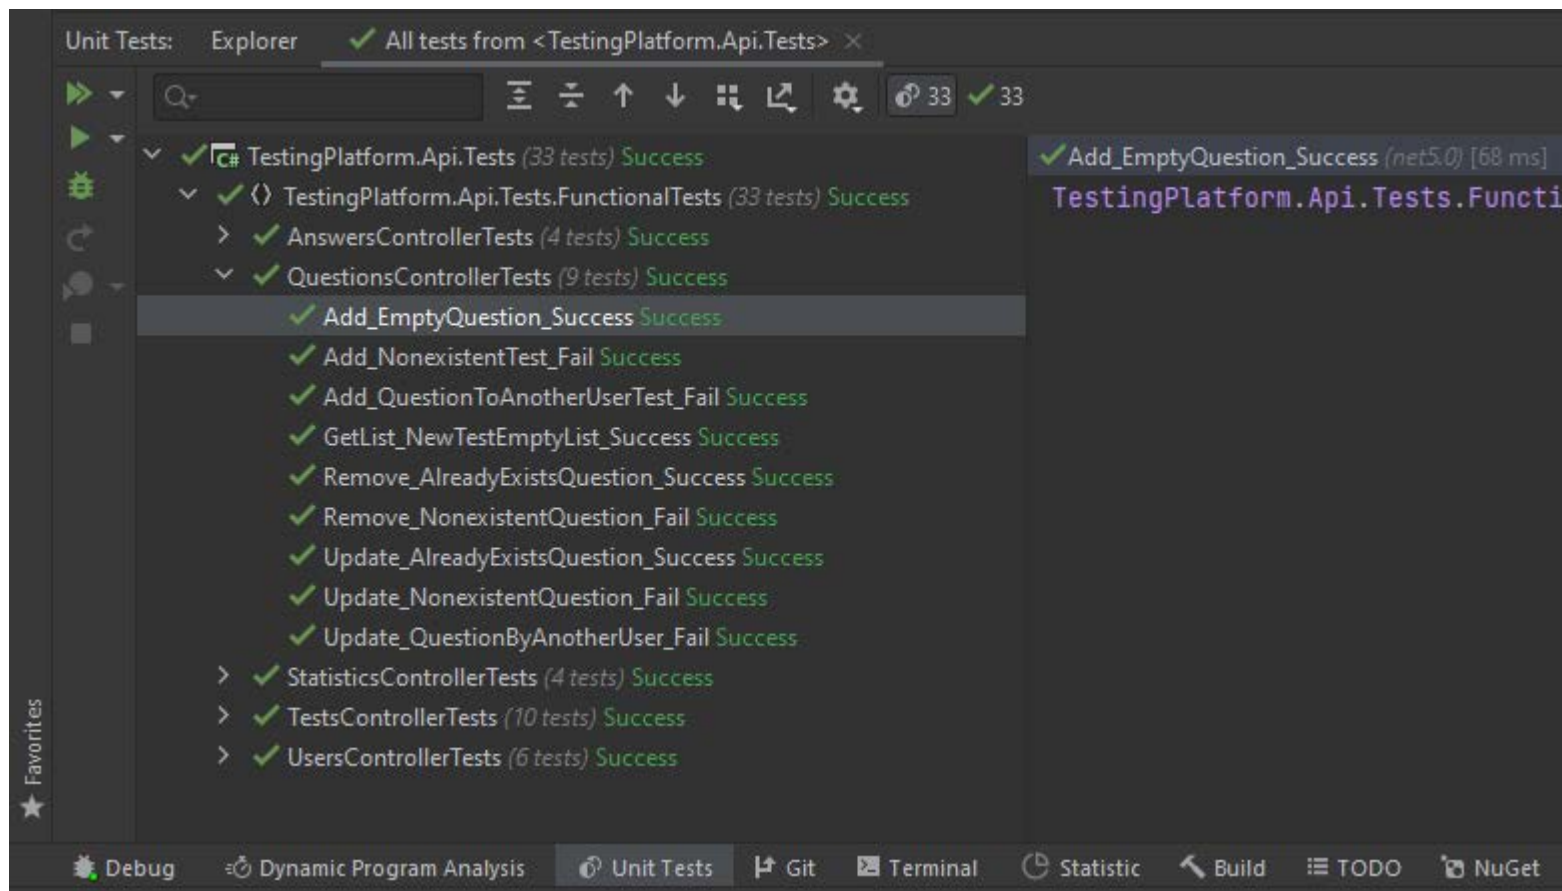 Unit Tests: Explorer All tests from <TestingPlatform.Api.Tests>
33 33
C# TestingPlatform.Api.Tests (33 tests) Success
TestingPlatform.Api.Tests.FunctionalTests (33 tests) Success
AnswersControllerTests (4 tests) Success
QuestionsControllerTests (9 tests) Success
Add_EmptyQuestion_Success Success
Add_NonexistentTest_Fail Success
Add_QuestionToAnotherUserTest_Fail Success
GetList_NewTestEmptyList_Success Success
Remove_AlreadyExistsQuestion_Success Success
Remove_NonexistentQuestion_Fail Success
Update_AlreadyExistsQuestion_Success Success
Update_NonexistentQuestion_Fail Success
Update_QuestionByAnotherUser_Fail Success
StatisticsControllerTests (4 tests) Success
TestsControllerTests (10 tests) Success
UsersControllerTests (6 tests) Success
Add_EmptyQuestion_Success (net5.0) [68 ms]
TestingPlatform.Api.Tests.Functi
Favorites
Debug Dynamic Program Analysis Unit Tests Git Terminal Statistic Build TODO NuGet